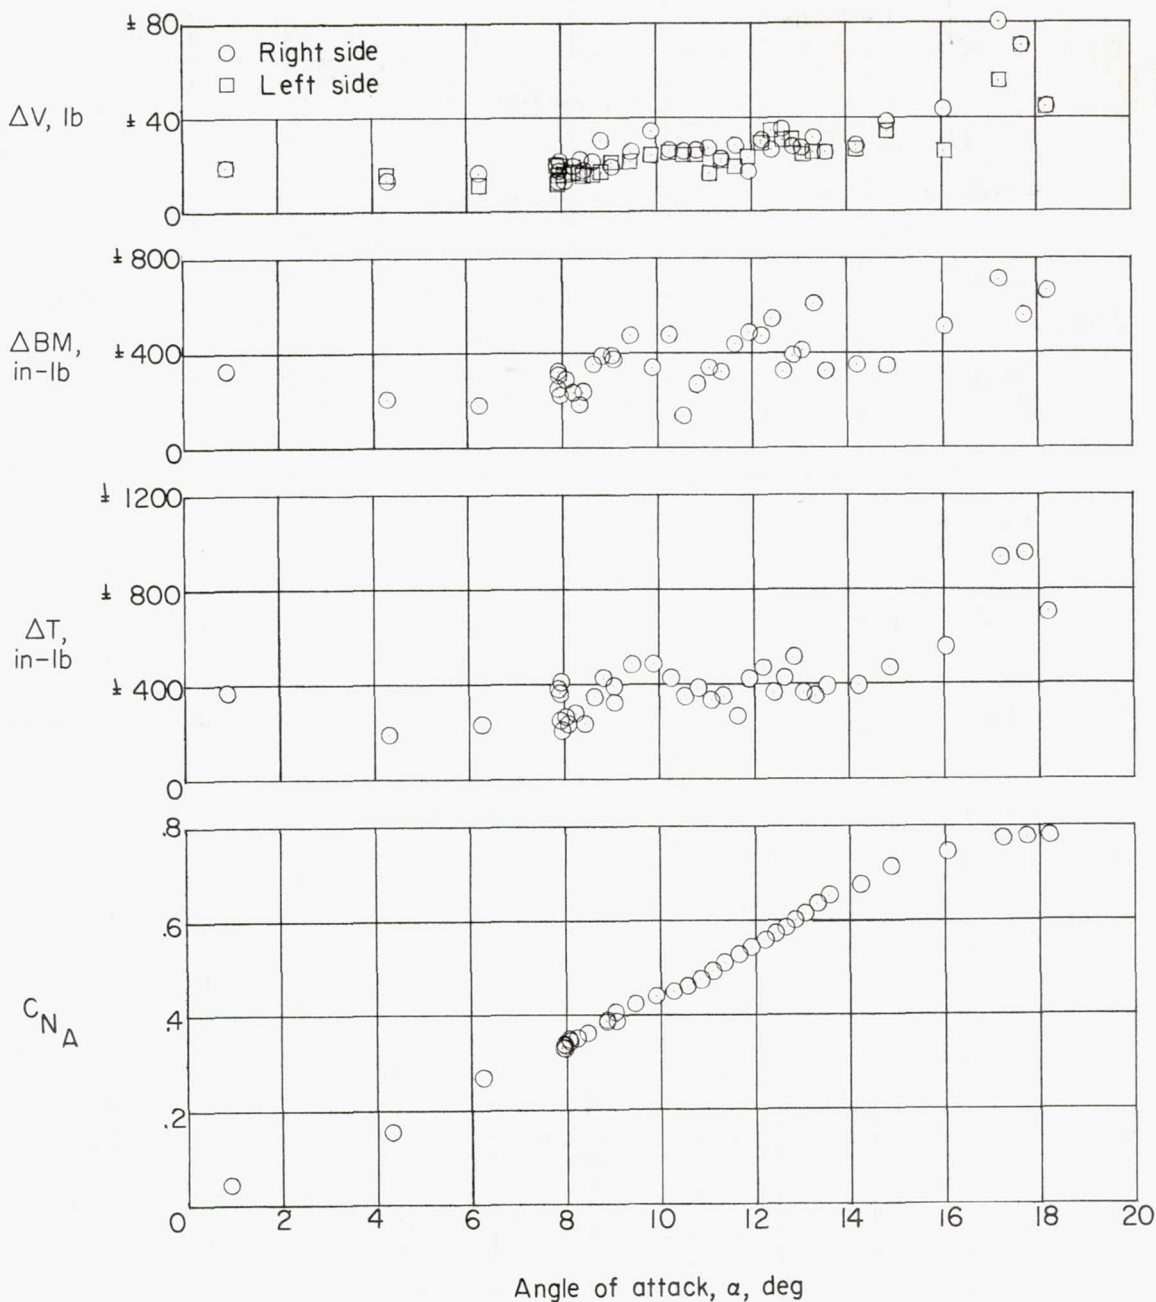 ± 80
○ Right side
□ Left side
ΔV, lb
± 40
0
± 800
ΔBM,
in-lb
± 400
0
± 1200
± 800
ΔT,
in-lb
± 400
0
.8
.6
C_N_A
.4
.2
0 2 4 6 8 10 12 14 16 18 20
Angle of attack, α, deg